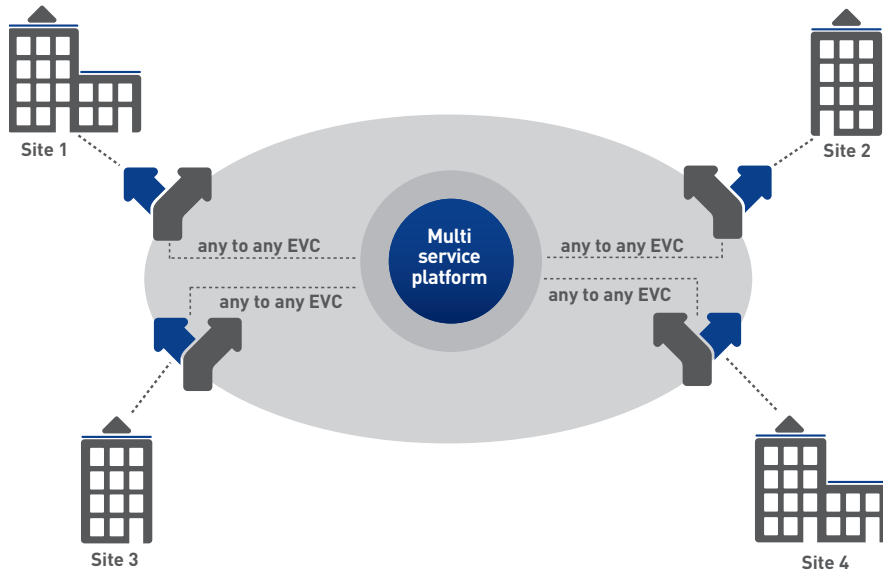 Site 1
Site 2
any to any EVC
Multi
service
platform
any to any EVC
any to any EVC
any to any EVC
Site 3
Site 4